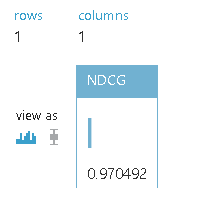 rows columns
1 1
NDCG
view as
0.970492